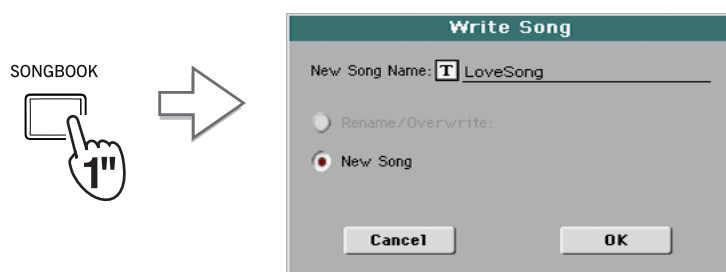 Write Song
SONGBOOK
New Song Name: T LoveSong
Rename/Overwrite:
1"
New Song
Cancel
OK